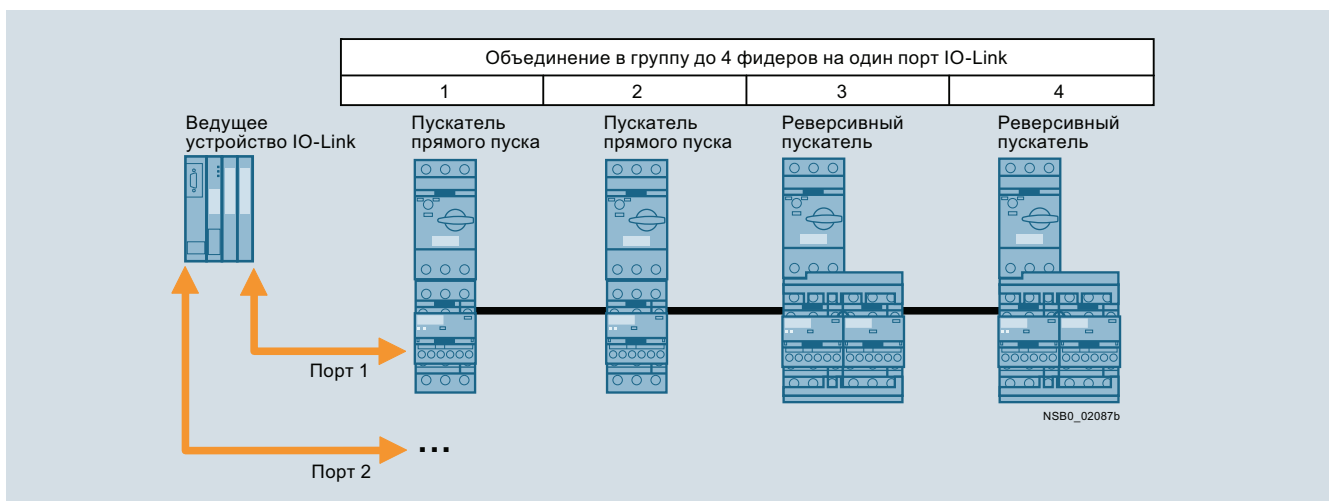 Объединение в группу до 4 фидеров на один порт IO-Link
1 2 3 4
Ведущее
устройство IO-Link
Пускатель
прямого пуска
Пускатель
прямого пуска
Реверсивный
пускатель
Реверсивный
пускатель
Порт 1
NSB0_02087b
...
Порт 2